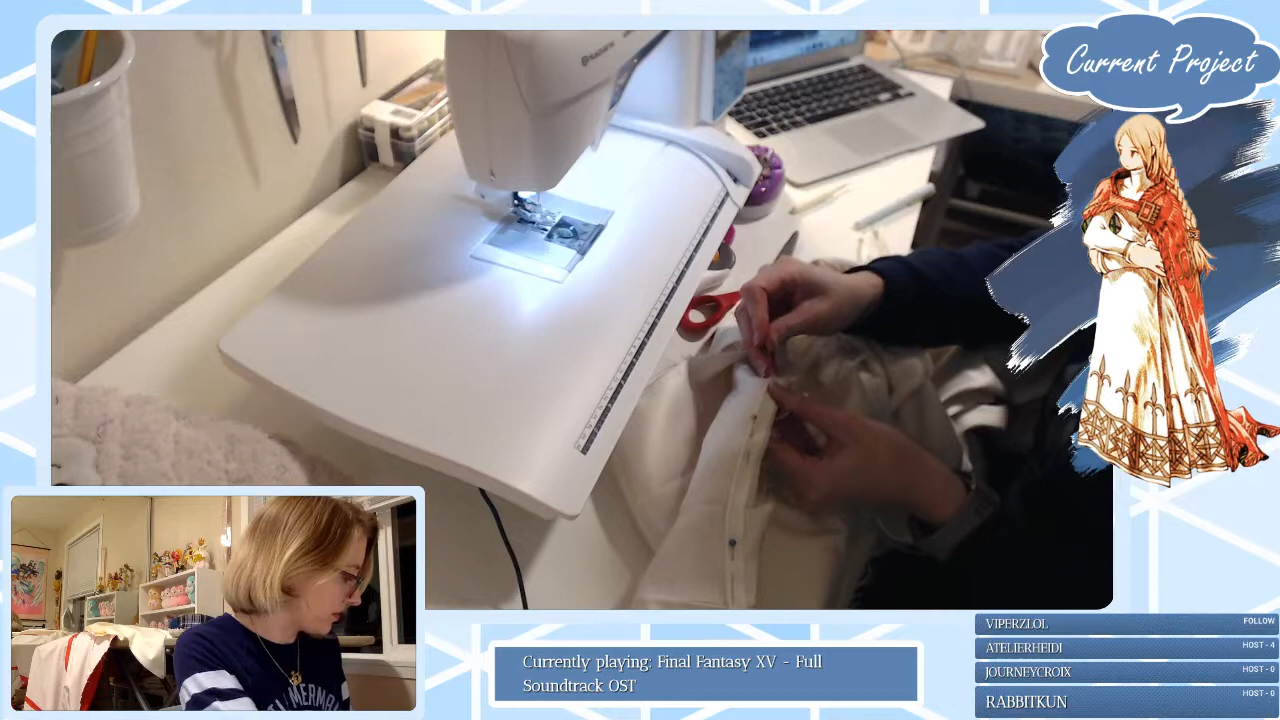 Current Project
Currently playing: Final Fantasy XV - Full
Soundtrack OST
VIPERZLOL FOLLOW
ATELIERHEIDI HOST - 4
JOURNEYCROIX HOST - 0
RABBITKUN HOST - 0